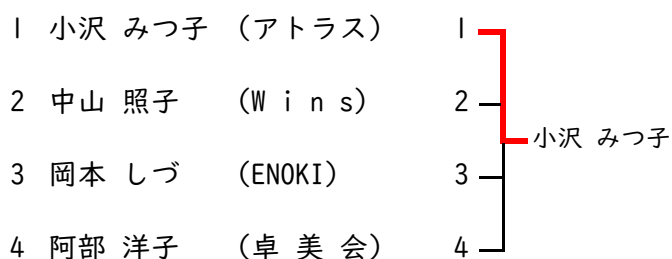 1 小沢 みつ子 (アトラス) 1
2 中山 照子 (Wins) 2
小沢 みつ子
3 岡本 しづ (ENOKI) 3
4 阿部 洋子 (卓 美 会) 4